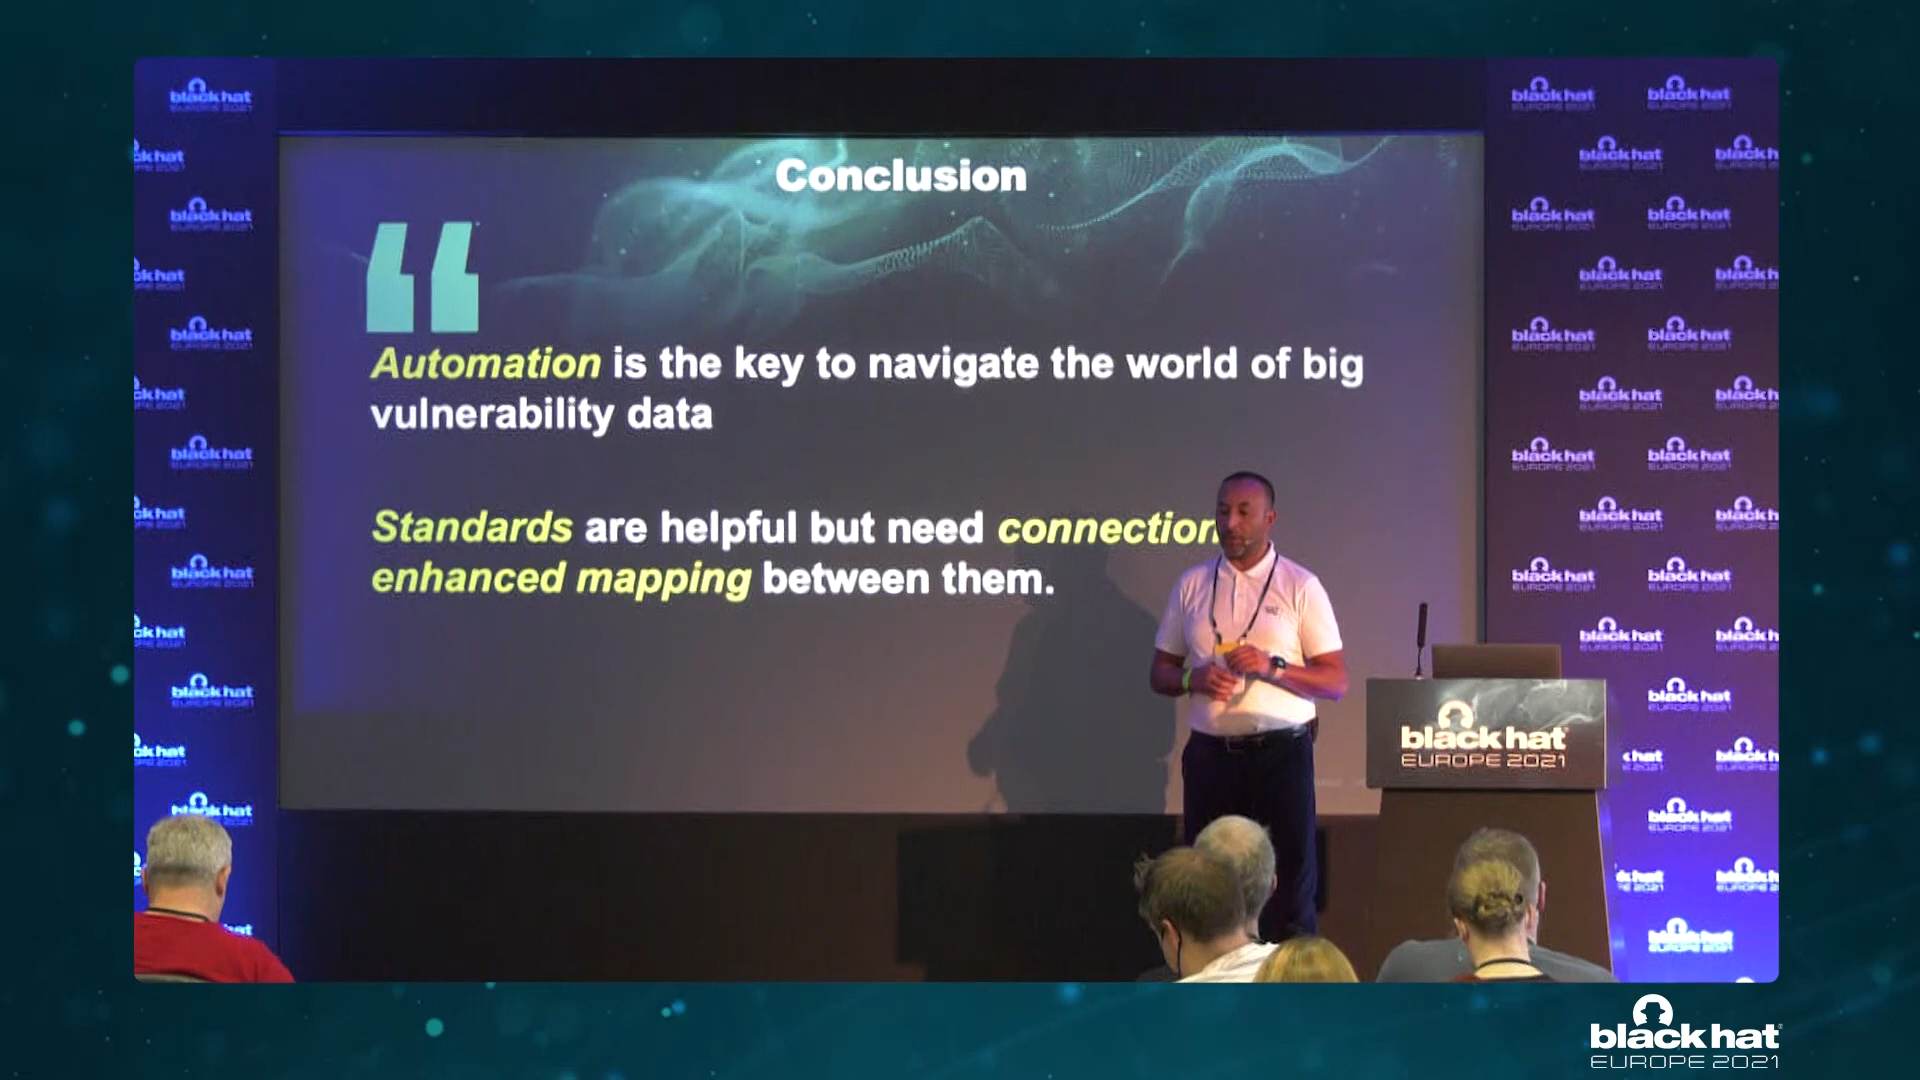 Conclusion
“
Automation is the key to navigate the world of big
vulnerability data
Standards are helpful but need connection
enhanced mapping between them.
black hat
EUROPE 2021
black hat
EUROPE 2021